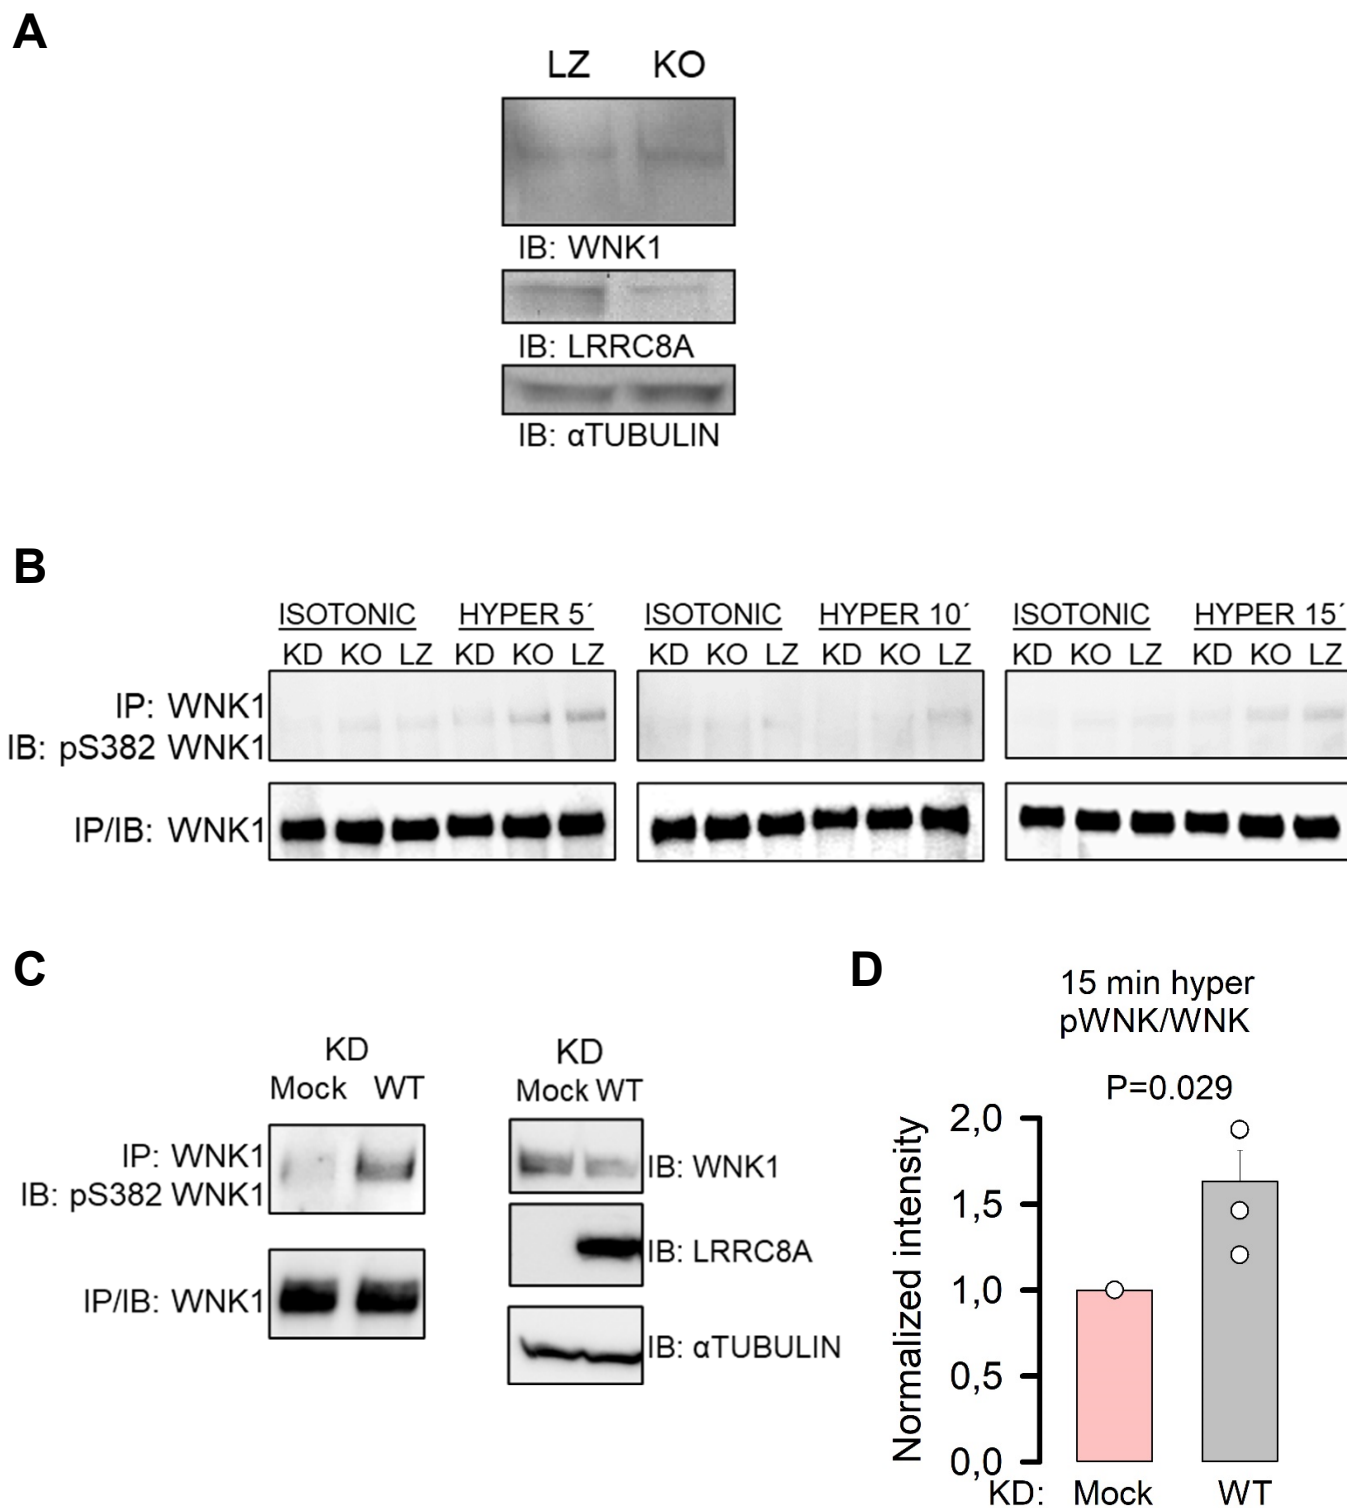 A
LZ KO
IB: WNK1
IB: LRRC8A
IB: αTUBULIN
B
ISOTONIC HYPER 5´ ISOTONIC HYPER 10´ ISOTONIC HYPER 15´
KD KO LZ KD KO LZ KD KO LZ KD KO LZ KD KO LZ KD KO LZ
IP: WNK1
IB: pS382 WNK1
IP/IB: WNK1
C
KD
Mock WT
IP: WNK1
IB: pS382 WNK1
IP/IB: WNK1
KD
Mock WT
IB: WNK1
IB: LRRC8A
IB: αTUBULIN
D
15 min hyper
pWNK/WNK
P=0.029
Normalized intensity
2,0
1,5
1,0
0,5
0,0
KD: Mock WT